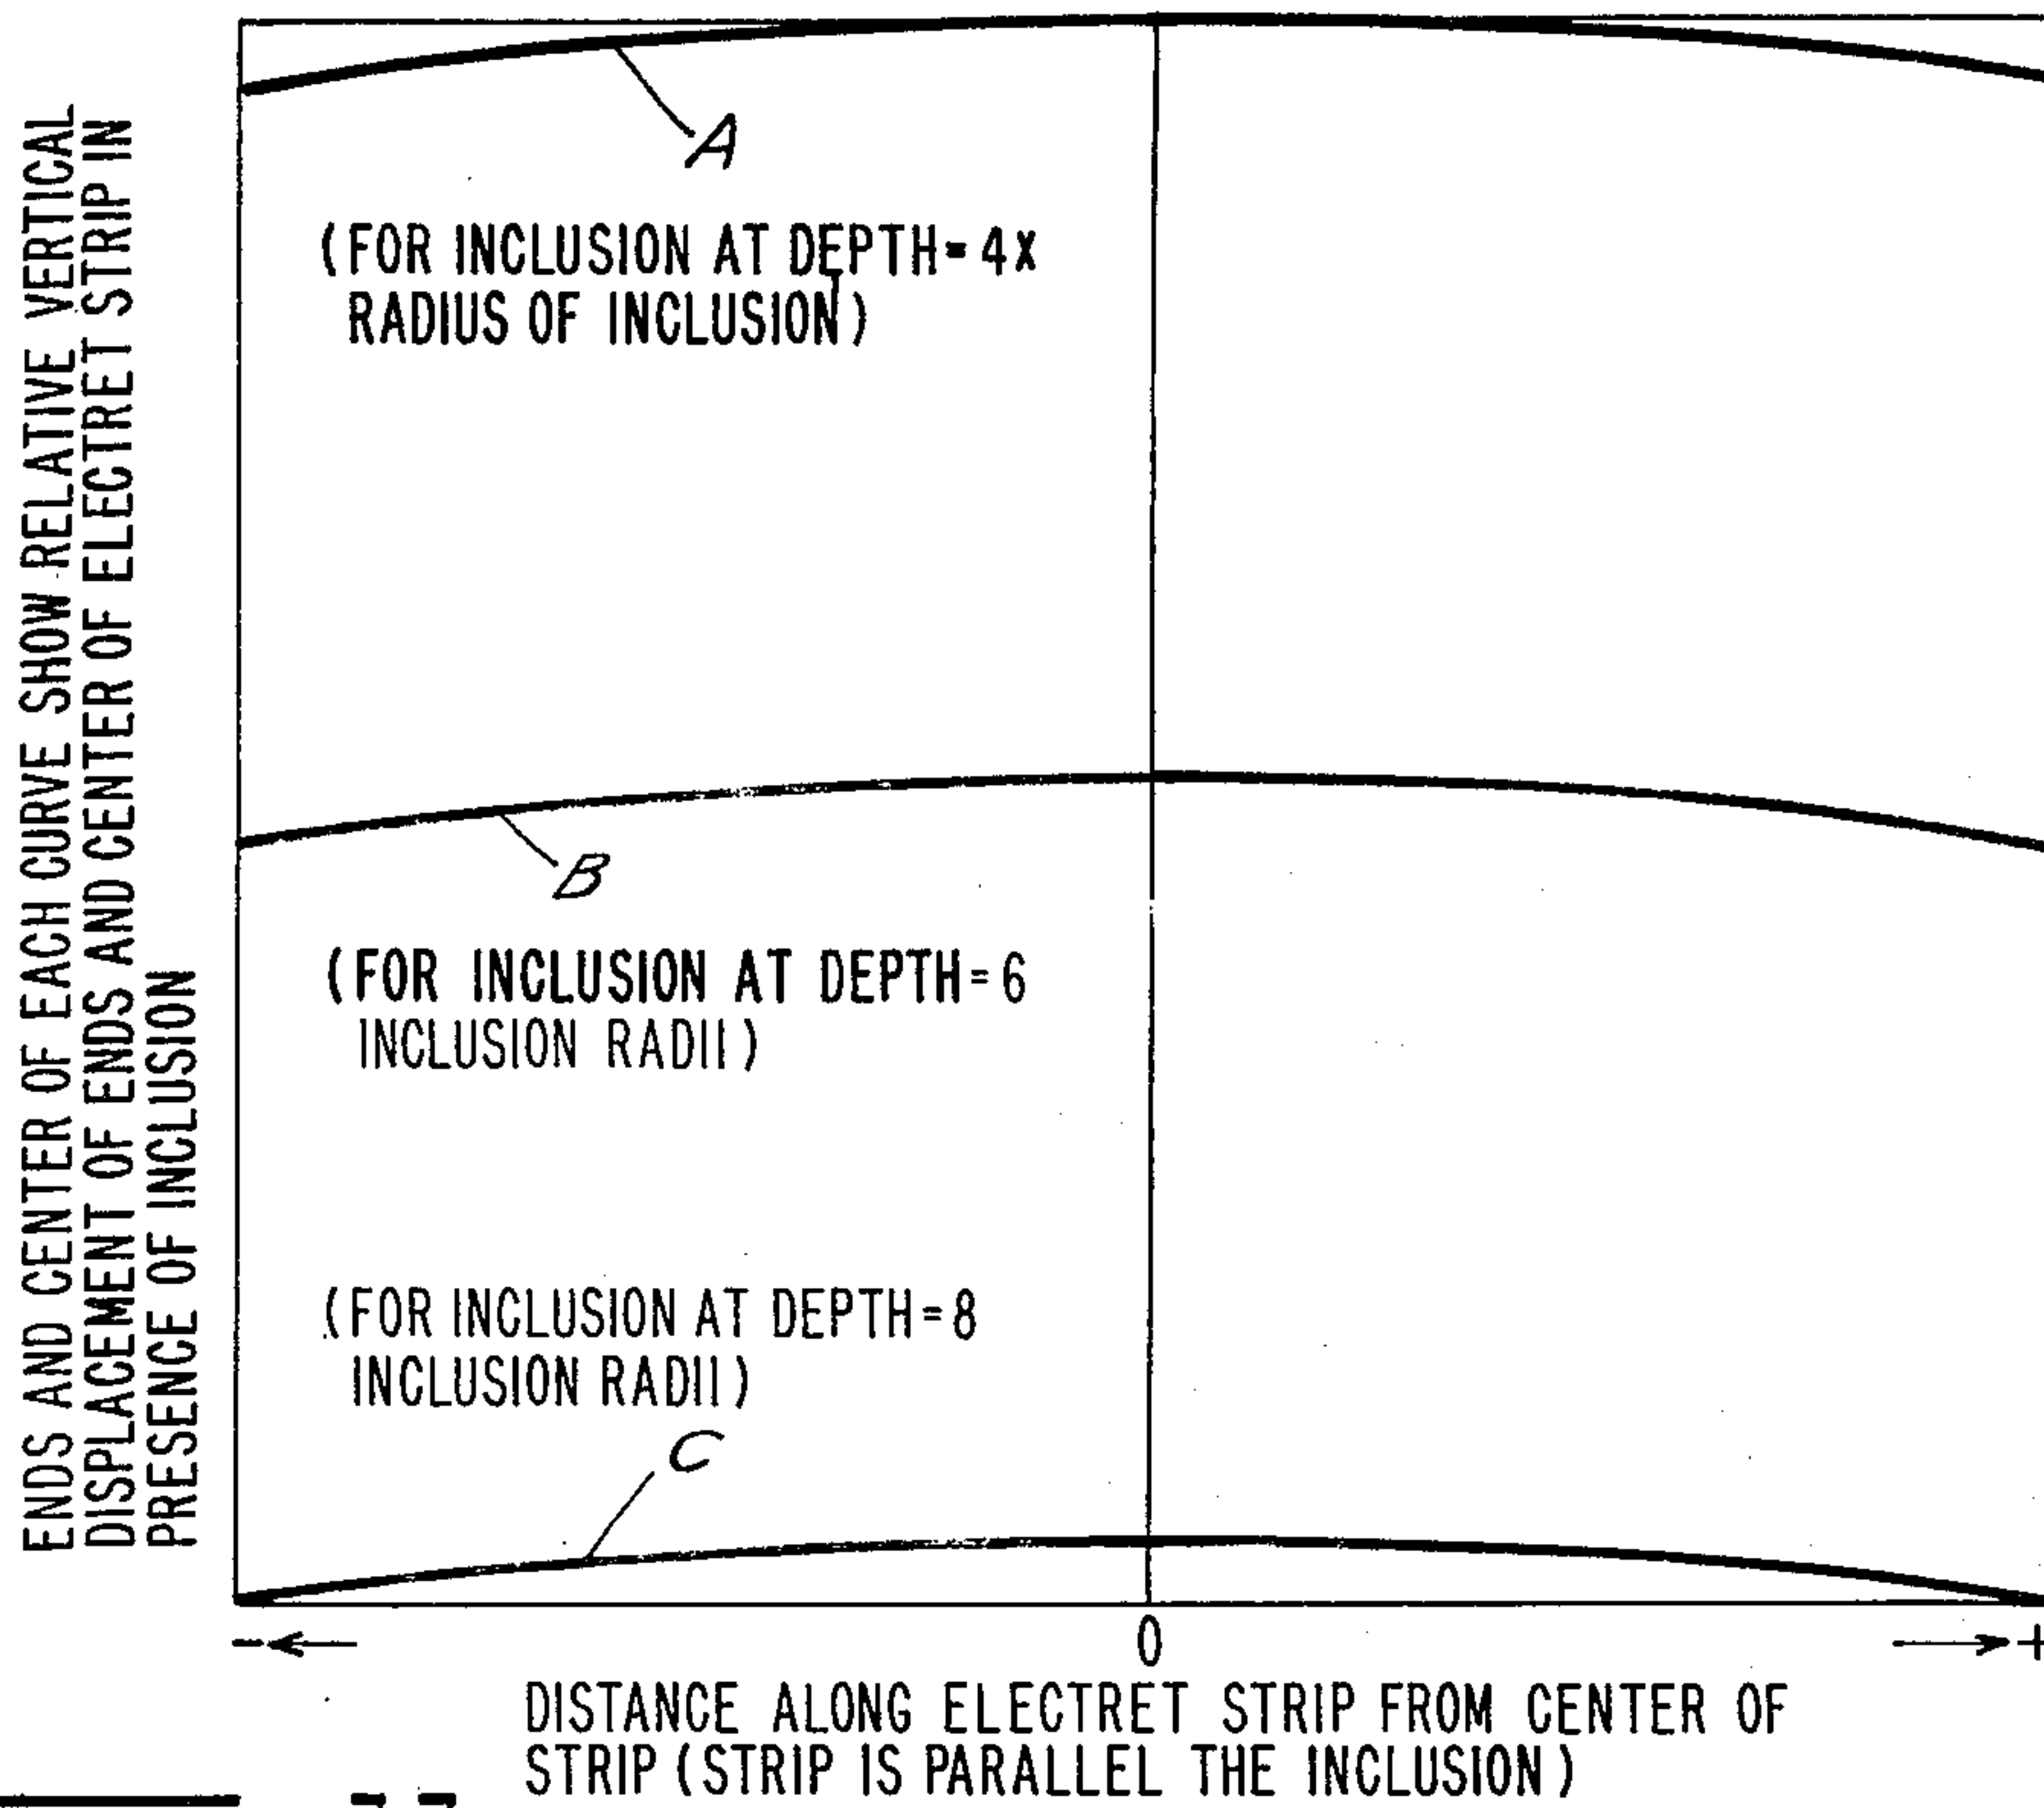 ENDS AND CENTER OF EACH CURVE SHOW RELATIVE VERTICAL
DISPLACEMENT OF ENDS AND CENTER OF ELECTRET STRIP IN
PRESENCE OF INCLUSION
A
(FOR INCLUSION AT DEPTH=4X
RADIUS OF INCLUSION)
B
(FOR INCLUSION AT DEPTH=6
INCLUSION RADII)
(FOR INCLUSION AT DEPTH=8
INCLUSION RADII)
C
- 0 +
DISTANCE ALONG ELECTRET STRIP FROM CENTER OF
STRIP (STRIP IS PARALLEL THE INCLUSION)